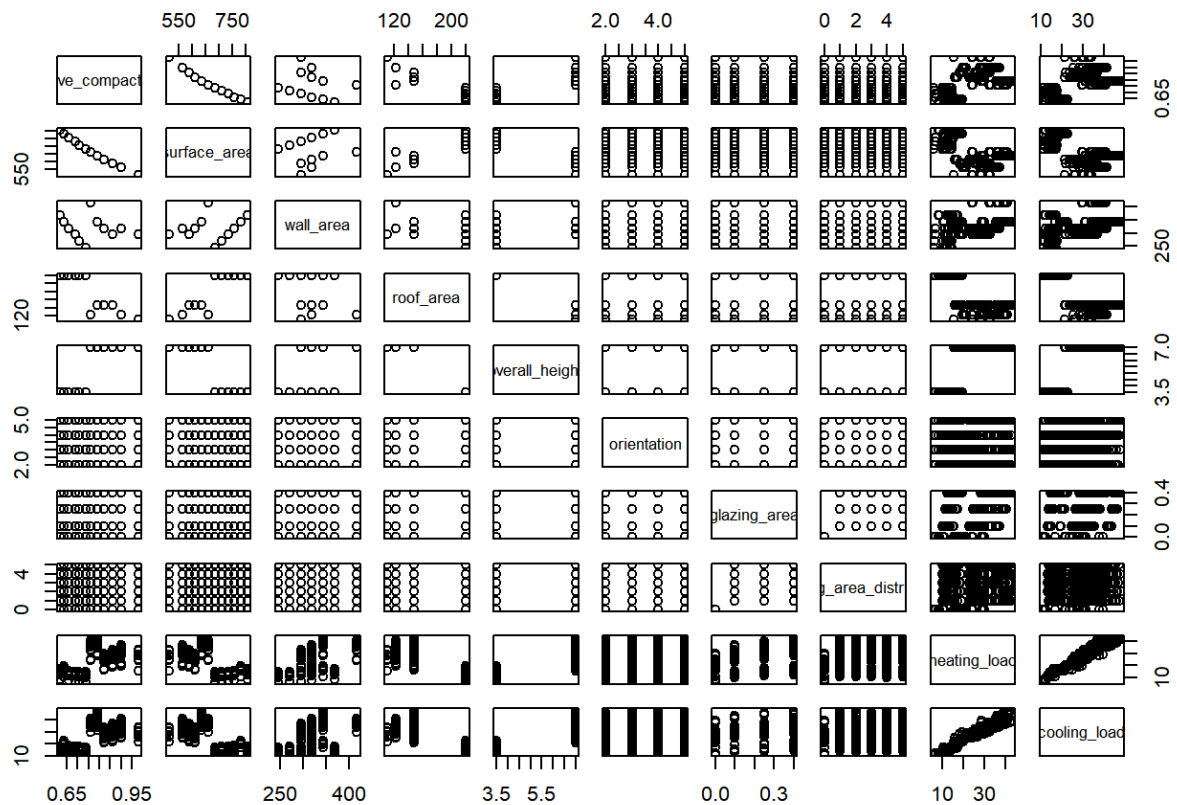 550 750 120 200 2.0 4.0 0 2 4 10 30
ve_compact 0.65
550 surface_area
wall_area 250
120 roof_area
overall_heigh 3.5 7.0
2.0 5.0 orientation
glazing_area 0.0 0.4
0 4 g_area_distr
heating_load 10
10 cooling_load
0.65 0.95 250 400 3.5 5.5 0.0 0.3 10 30